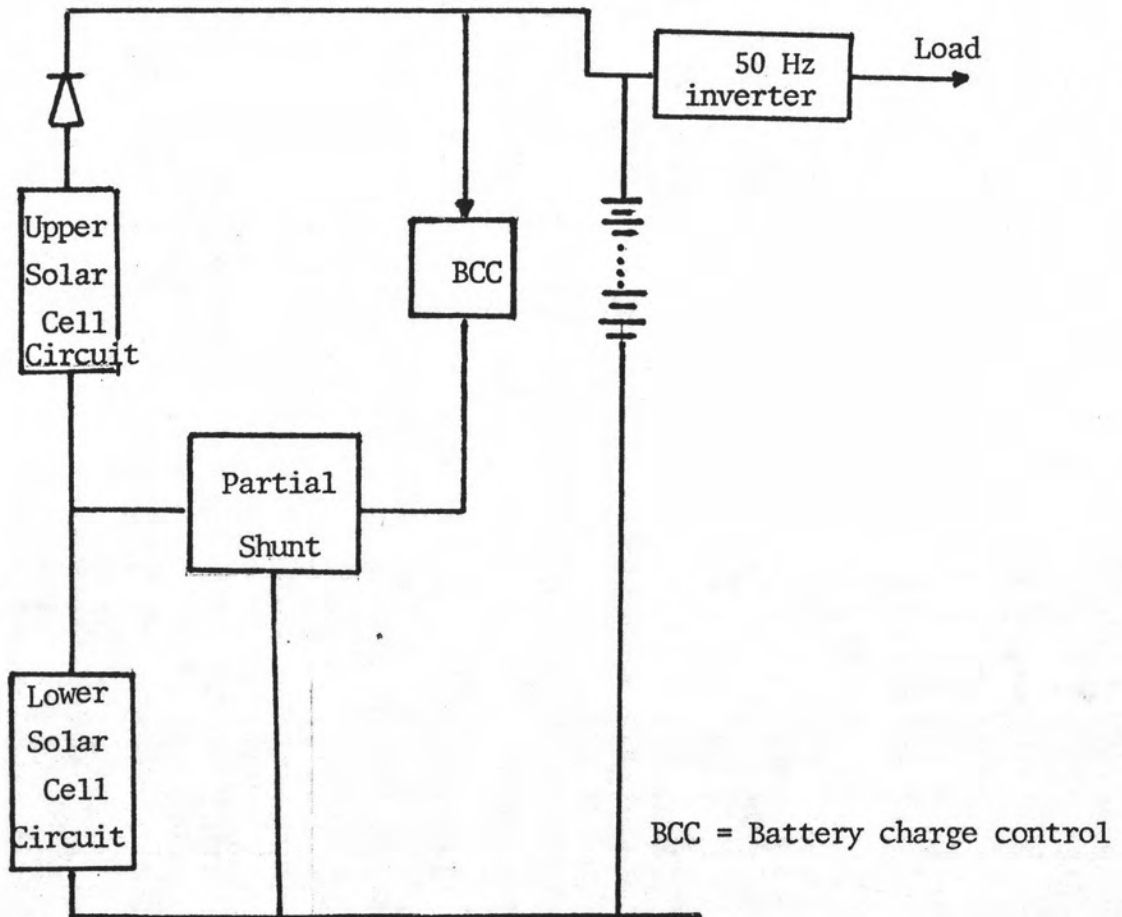 Load
50 Hz
inverter
Upper
Solar
Cell
Circuit
BCC
Partial
Shunt
Lower
Solar
Cell
Circuit
BCC = Battery charge control